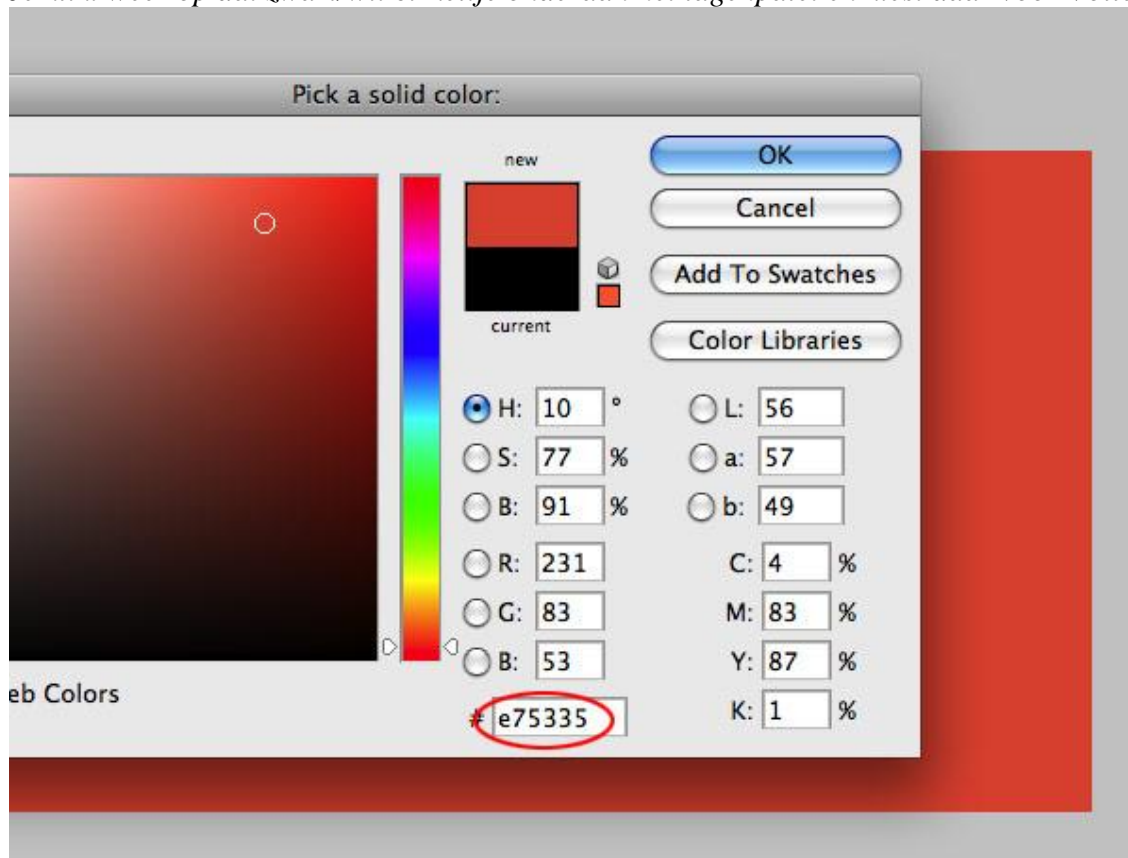 Pick a solid color:
new
OK
Cancel
Add To Swatches
current
Color Libraries
H: 10 °
L: 56
S: 77 %
a: 57
B: 91 %
b: 49
R: 231
C: 4 %
G: 83
M: 83 %
B: 53
Y: 87 %
eb Colors
# e75335
K: 1 %